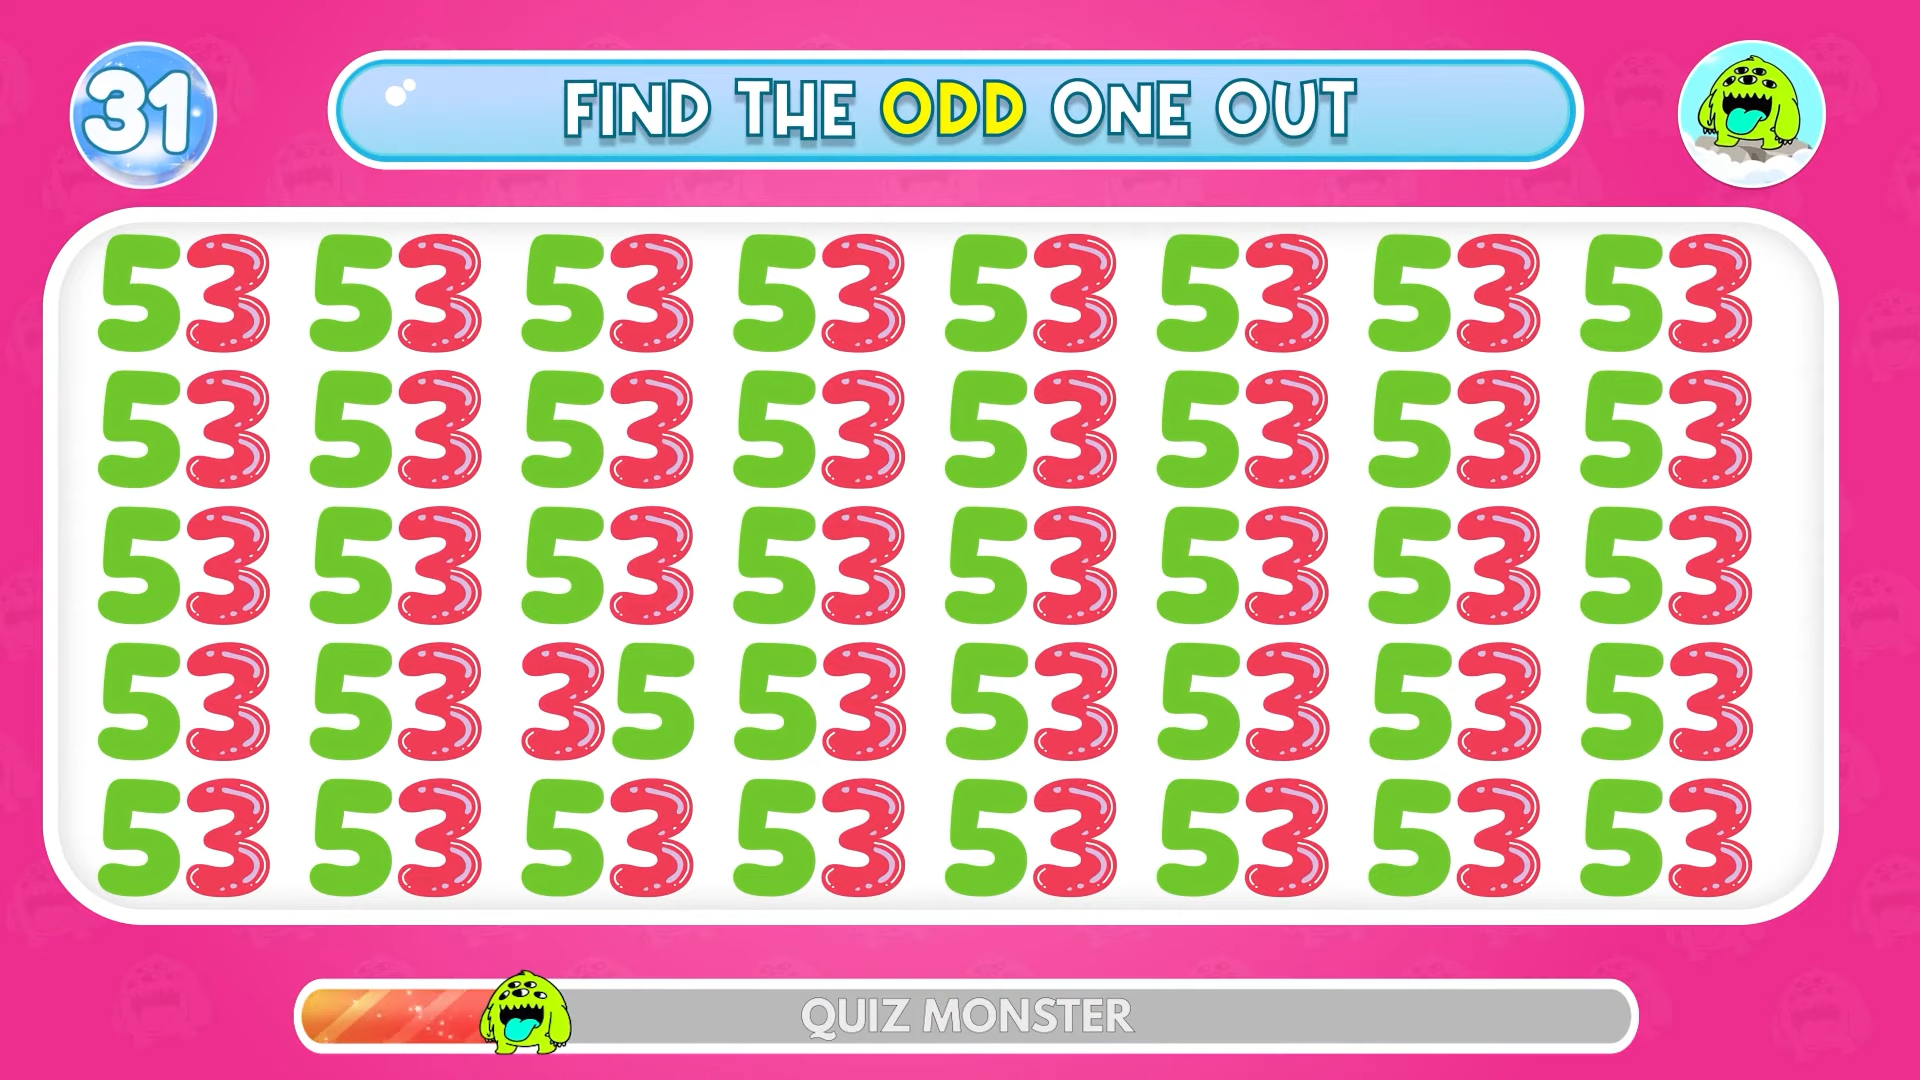 31
FIND THE ODD ONE OUT
53 53 53 53 53 53 53 53
53 53 53 53 53 53 53 53
53 53 53 53 53 53 53 53
53 53 35 53 53 53 53 53
53 53 53 53 53 53 53 53
QUIZ MONSTER